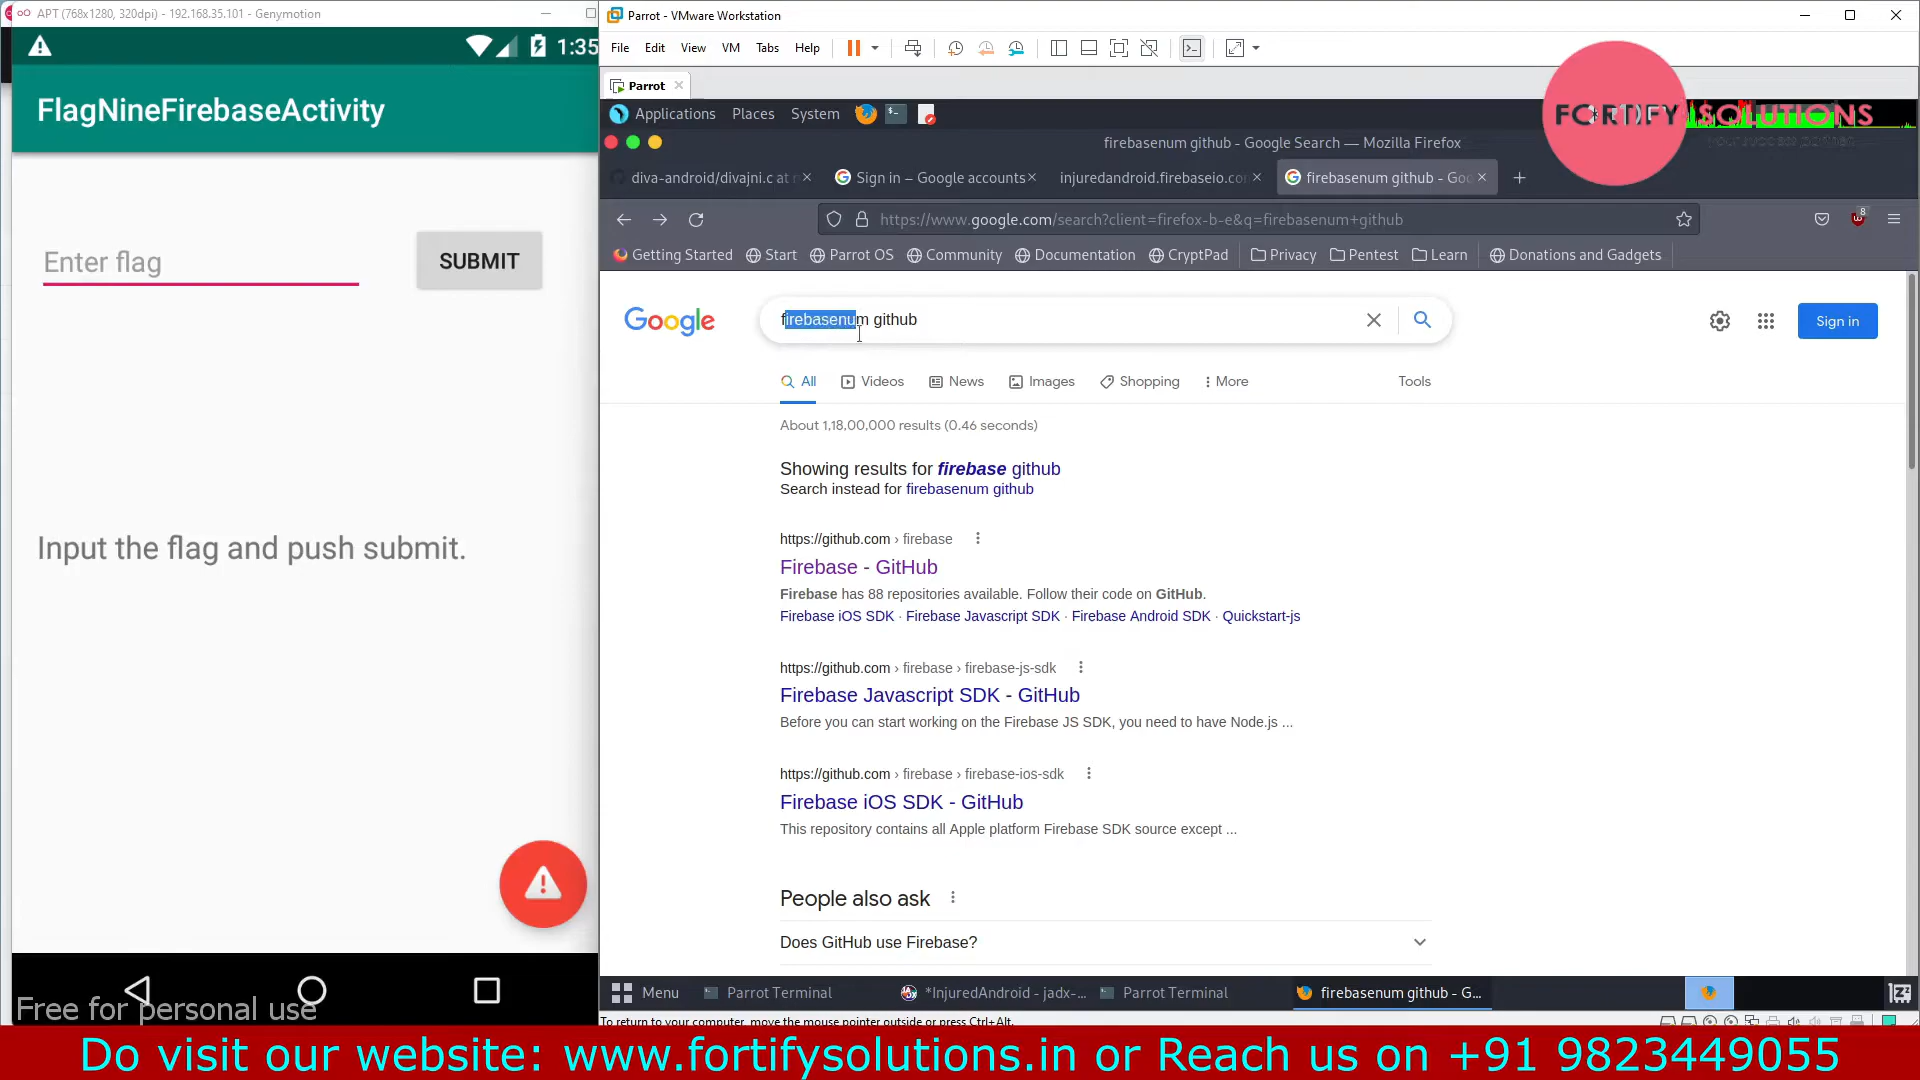 APT (768x1280, 320dpi) - 192.168.35.101 - Genymotion
1:35
FlagNineFirebaseActivity
Enter flag
SUBMIT
Input the flag and push submit.
Free for personal use
Parrot - VMware Workstation
File Edit View VM Tabs Help
Parrot
Applications Places System
FORTIFY SOLUTIONS
firebasenum github - Google Search — Mozilla Firefox
diva-android/divajni.c at
Sign in – Google accounts
injuredandroid.firebaseio.co
firebasenum github - Goo
https://www.google.com/search?client=firefox-b-e&q=firebasenum+github
8
Getting Started Start Parrot OS Community Documentation CryptPad Privacy Pentest Learn Donations and Gadgets
Google
firebasenum github
Sign in
All Videos News Images Shopping More Tools
About 1,18,00,000 results (0.46 seconds)
Showing results for firebase github
Search instead for firebasenum github
https://github.com › firebase
Firebase - GitHub
Firebase has 88 repositories available. Follow their code on GitHub.
Firebase iOS SDK · Firebase Javascript SDK · Firebase Android SDK · Quickstart-js
https://github.com › firebase › firebase-js-sdk
Firebase Javascript SDK - GitHub
Before you can start working on the Firebase JS SDK, you need to have Node.js ...
https://github.com › firebase › firebase-ios-sdk
Firebase iOS SDK - GitHub
This repository contains all Apple platform Firebase SDK source except ...
People also ask
Does GitHub use Firebase?
Menu Parrot Terminal *InjuredAndroid - jadx-... Parrot Terminal firebasenum github - G...
To return to your computer, move the mouse pointer outside or press Ctrl+Alt.
Do visit our website: www.fortifysolutions.in or Reach us on +91 9823449055